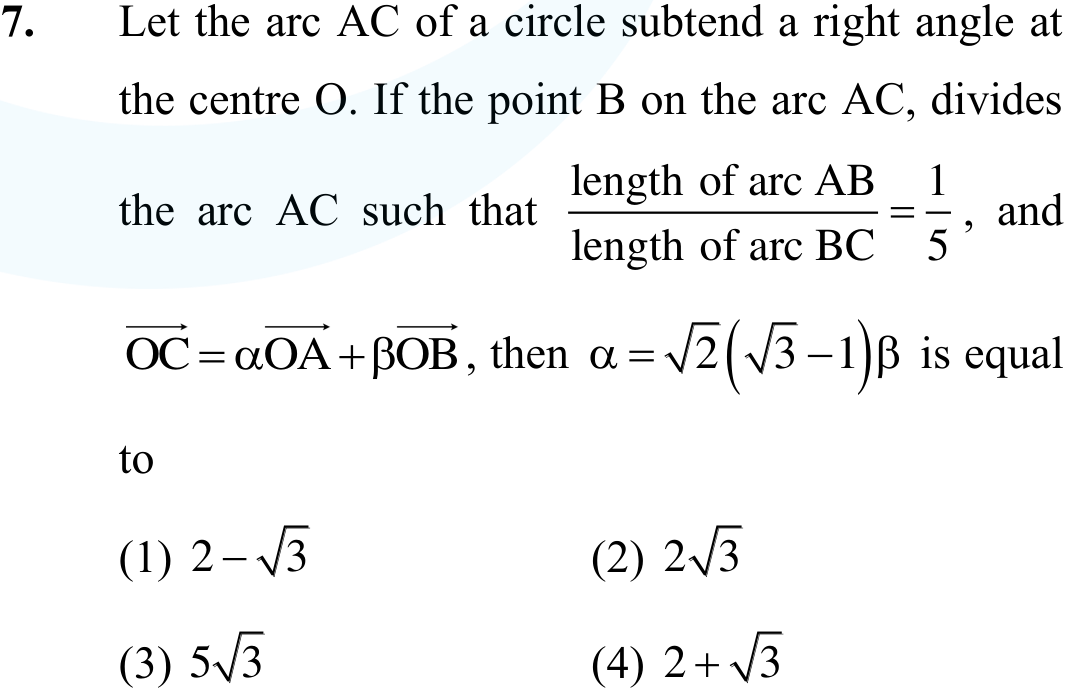 7. Let the arc AC of a circle subtend a right angle at
the centre O. If the point B on the arc AC, divides
the arc AC such that $\frac{\text{length of arc AB}}{\text{length of arc BC}} = \frac{1}{5}$, and
$\overrightarrow{OC} = \alpha\overrightarrow{OA} + \beta\overrightarrow{OB}$, then $\alpha = \sqrt{2}\left(\sqrt{3}-1\right)\beta$ is equal
to
(1) $2-\sqrt{3}$ (2) $2\sqrt{3}$
(3) $5\sqrt{3}$ (4) $2+\sqrt{3}$